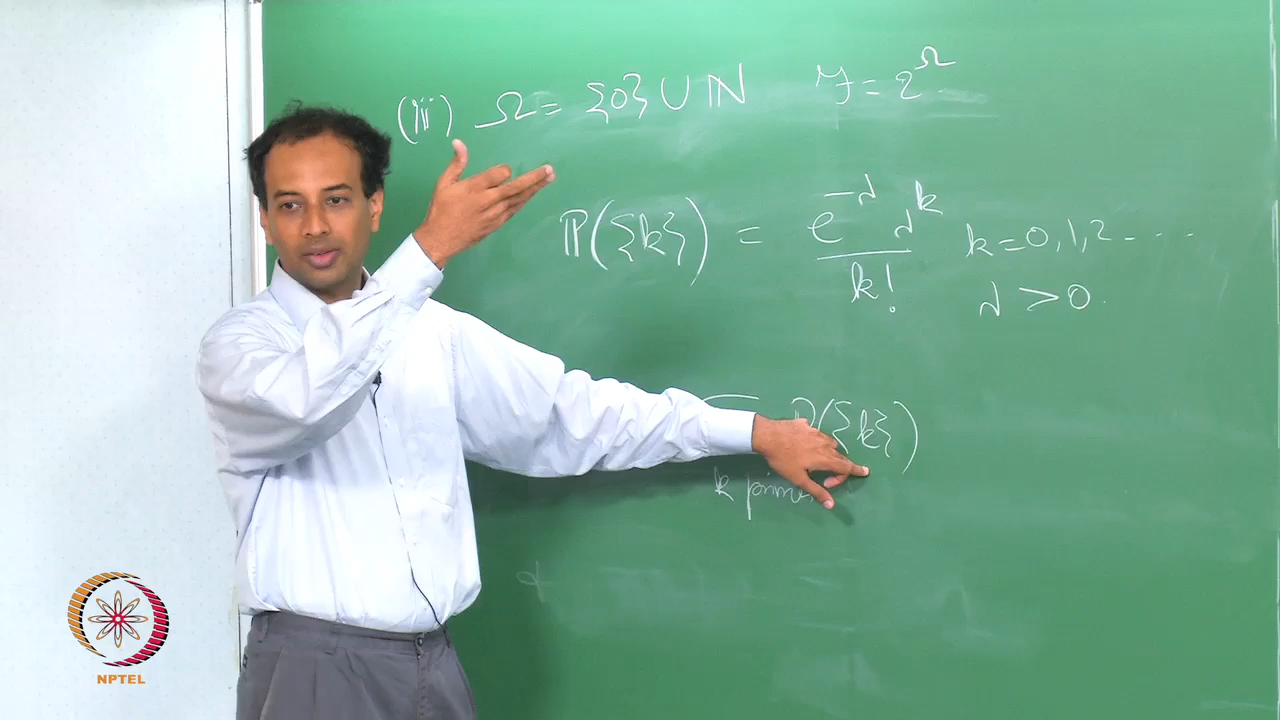 (iii) Ω = {0} ∪ ℕ   ℱ = 2^Ω.
ℙ({k}) = e^{-λ} λ^k / k!   k=0,1,2 - - - -
λ > 0.
ℙ({k})
k prime
NPTEL